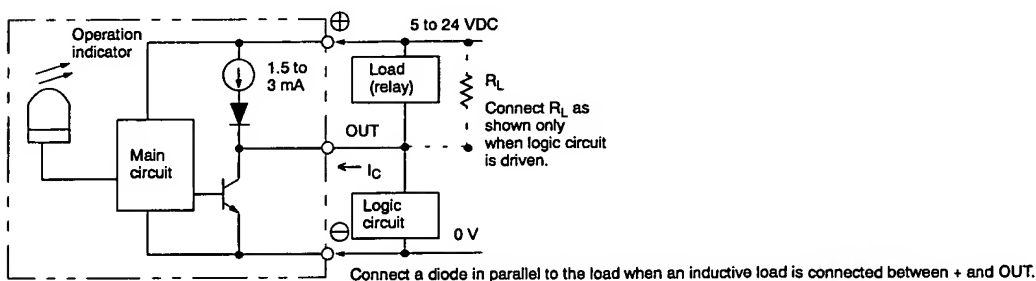 Operation
indicator
⊕
5 to 24 VDC
1.5 to
3 mA
Load
(relay)
RL
Connect RL as
shown only
when logic circuit
is driven.
OUT
Main
circuit
IC
Logic
circuit
⊖
0 V
Connect a diode in parallel to the load when an inductive load is connected between + and OUT.